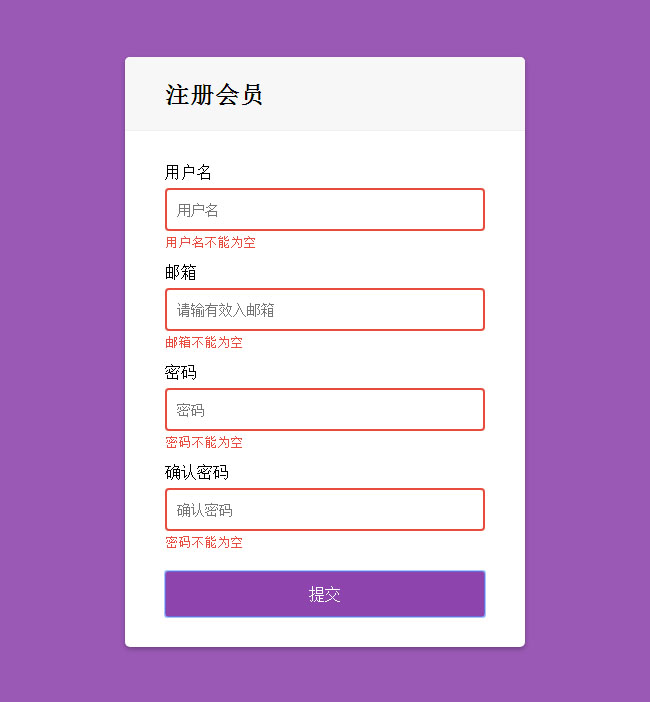 注册会员
用户名
用户名
用户名不能为空
邮箱
请输有效入邮箱
邮箱不能为空
密码
密码
密码不能为空
确认密码
确认密码
密码不能为空
提交